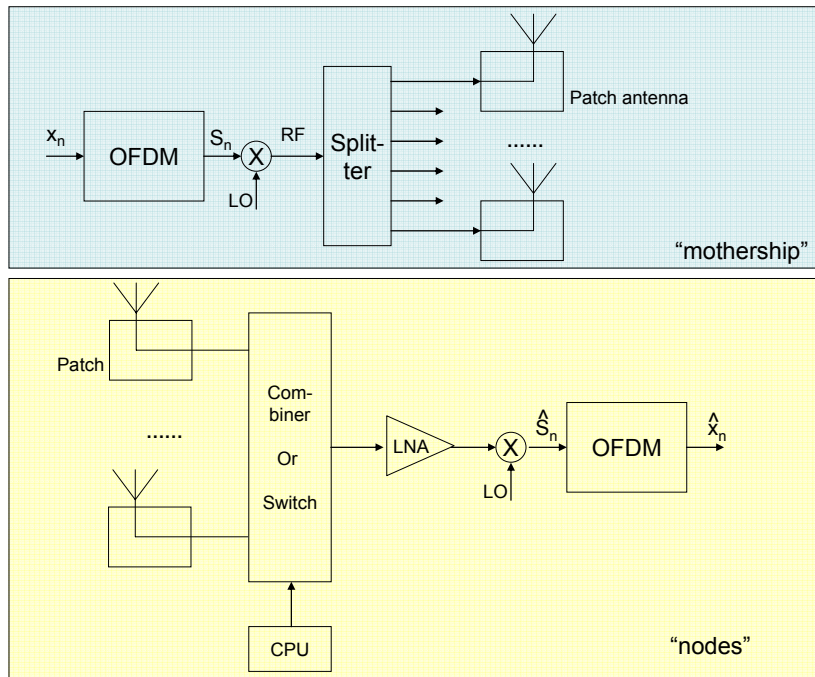 x_n
OFDM
S_n
X
RF
LO
Split-
ter
Patch antenna
......
"mothership"
Patch
......
Com-
biner
Or
Switch
CPU
LNA
X
LO
Ŝ_n
OFDM
x̂_n
"nodes"